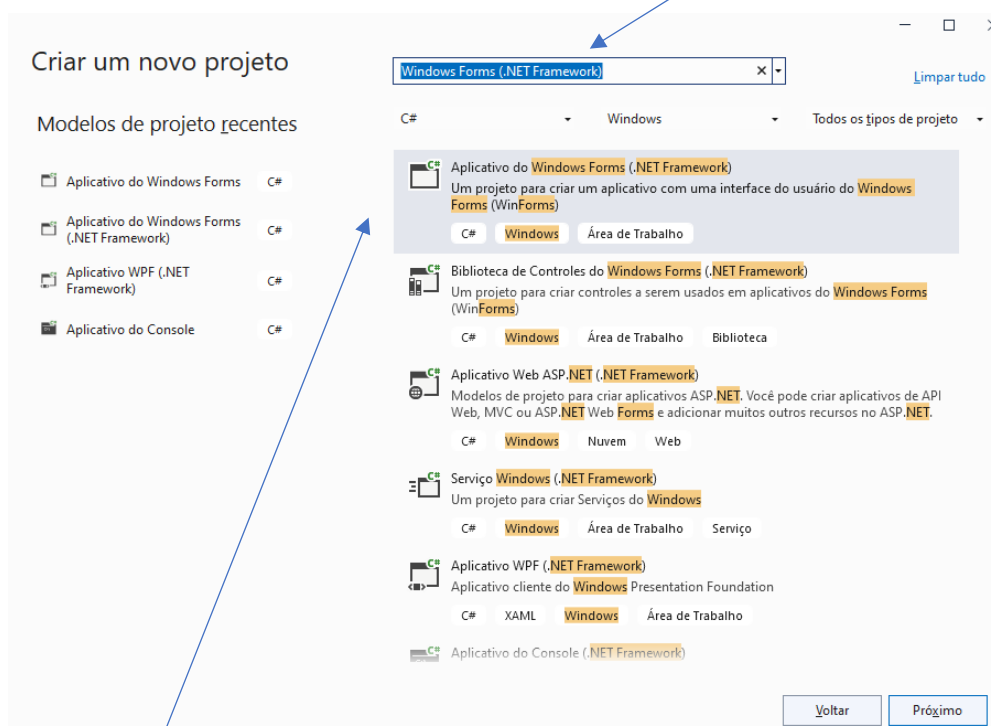 Criar um novo projeto
Windows Forms (.NET Framework)
Limpar tudo
Modelos de projeto recentes
Aplicativo do Windows Forms C#
Aplicativo do Windows Forms
(.NET Framework) C#
Aplicativo WPF (.NET
Framework) C#
Aplicativo do Console C#
C# Windows Todos os tipos de projeto
C#
Aplicativo do Windows Forms (.NET Framework)
Um projeto para criar um aplicativo com uma interface do usuário do Windows
Forms (WinForms)
C# Windows Área de Trabalho
C#
Biblioteca de Controles do Windows Forms (.NET Framework)
Um projeto para criar controles a serem usados em aplicativos do Windows Forms
(WinForms)
C# Windows Área de Trabalho Biblioteca
C#
Aplicativo Web ASP.NET (.NET Framework)
Modelos de projeto para criar aplicativos ASP.NET. Você pode criar aplicativos de API
Web, MVC ou ASP.NET Web Forms e adicionar muitos outros recursos no ASP.NET.
C# Windows Nuvem Web
C#
Serviço Windows (.NET Framework)
Um projeto para criar Serviços do Windows
C# Windows Área de Trabalho Serviço
C#
Aplicativo WPF (.NET Framework)
Aplicativo cliente do Windows Presentation Foundation
C# XAML Windows Área de Trabalho
C#
Aplicativo do Console (.NET Framework)
Voltar Próximo